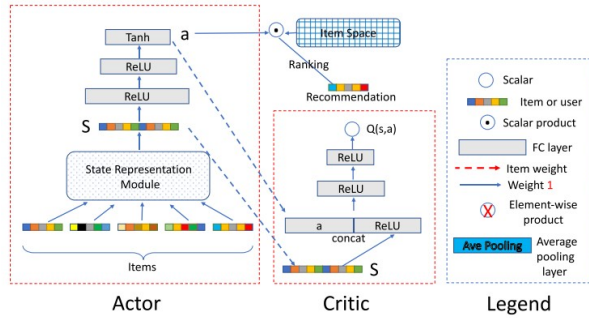 Tanh
a
Item Space
ReLU
Ranking
ReLU
Recommendation
S
State Representation
Module
Items
Actor
Q(s,a)
ReLU
ReLU
a
ReLU
concat
S
Critic
Scalar
Item or user
Scalar product
FC layer
Item weight
Weight 1
X
Element-wise
product
Ave Pooling
Average
pooling
layer
Legend